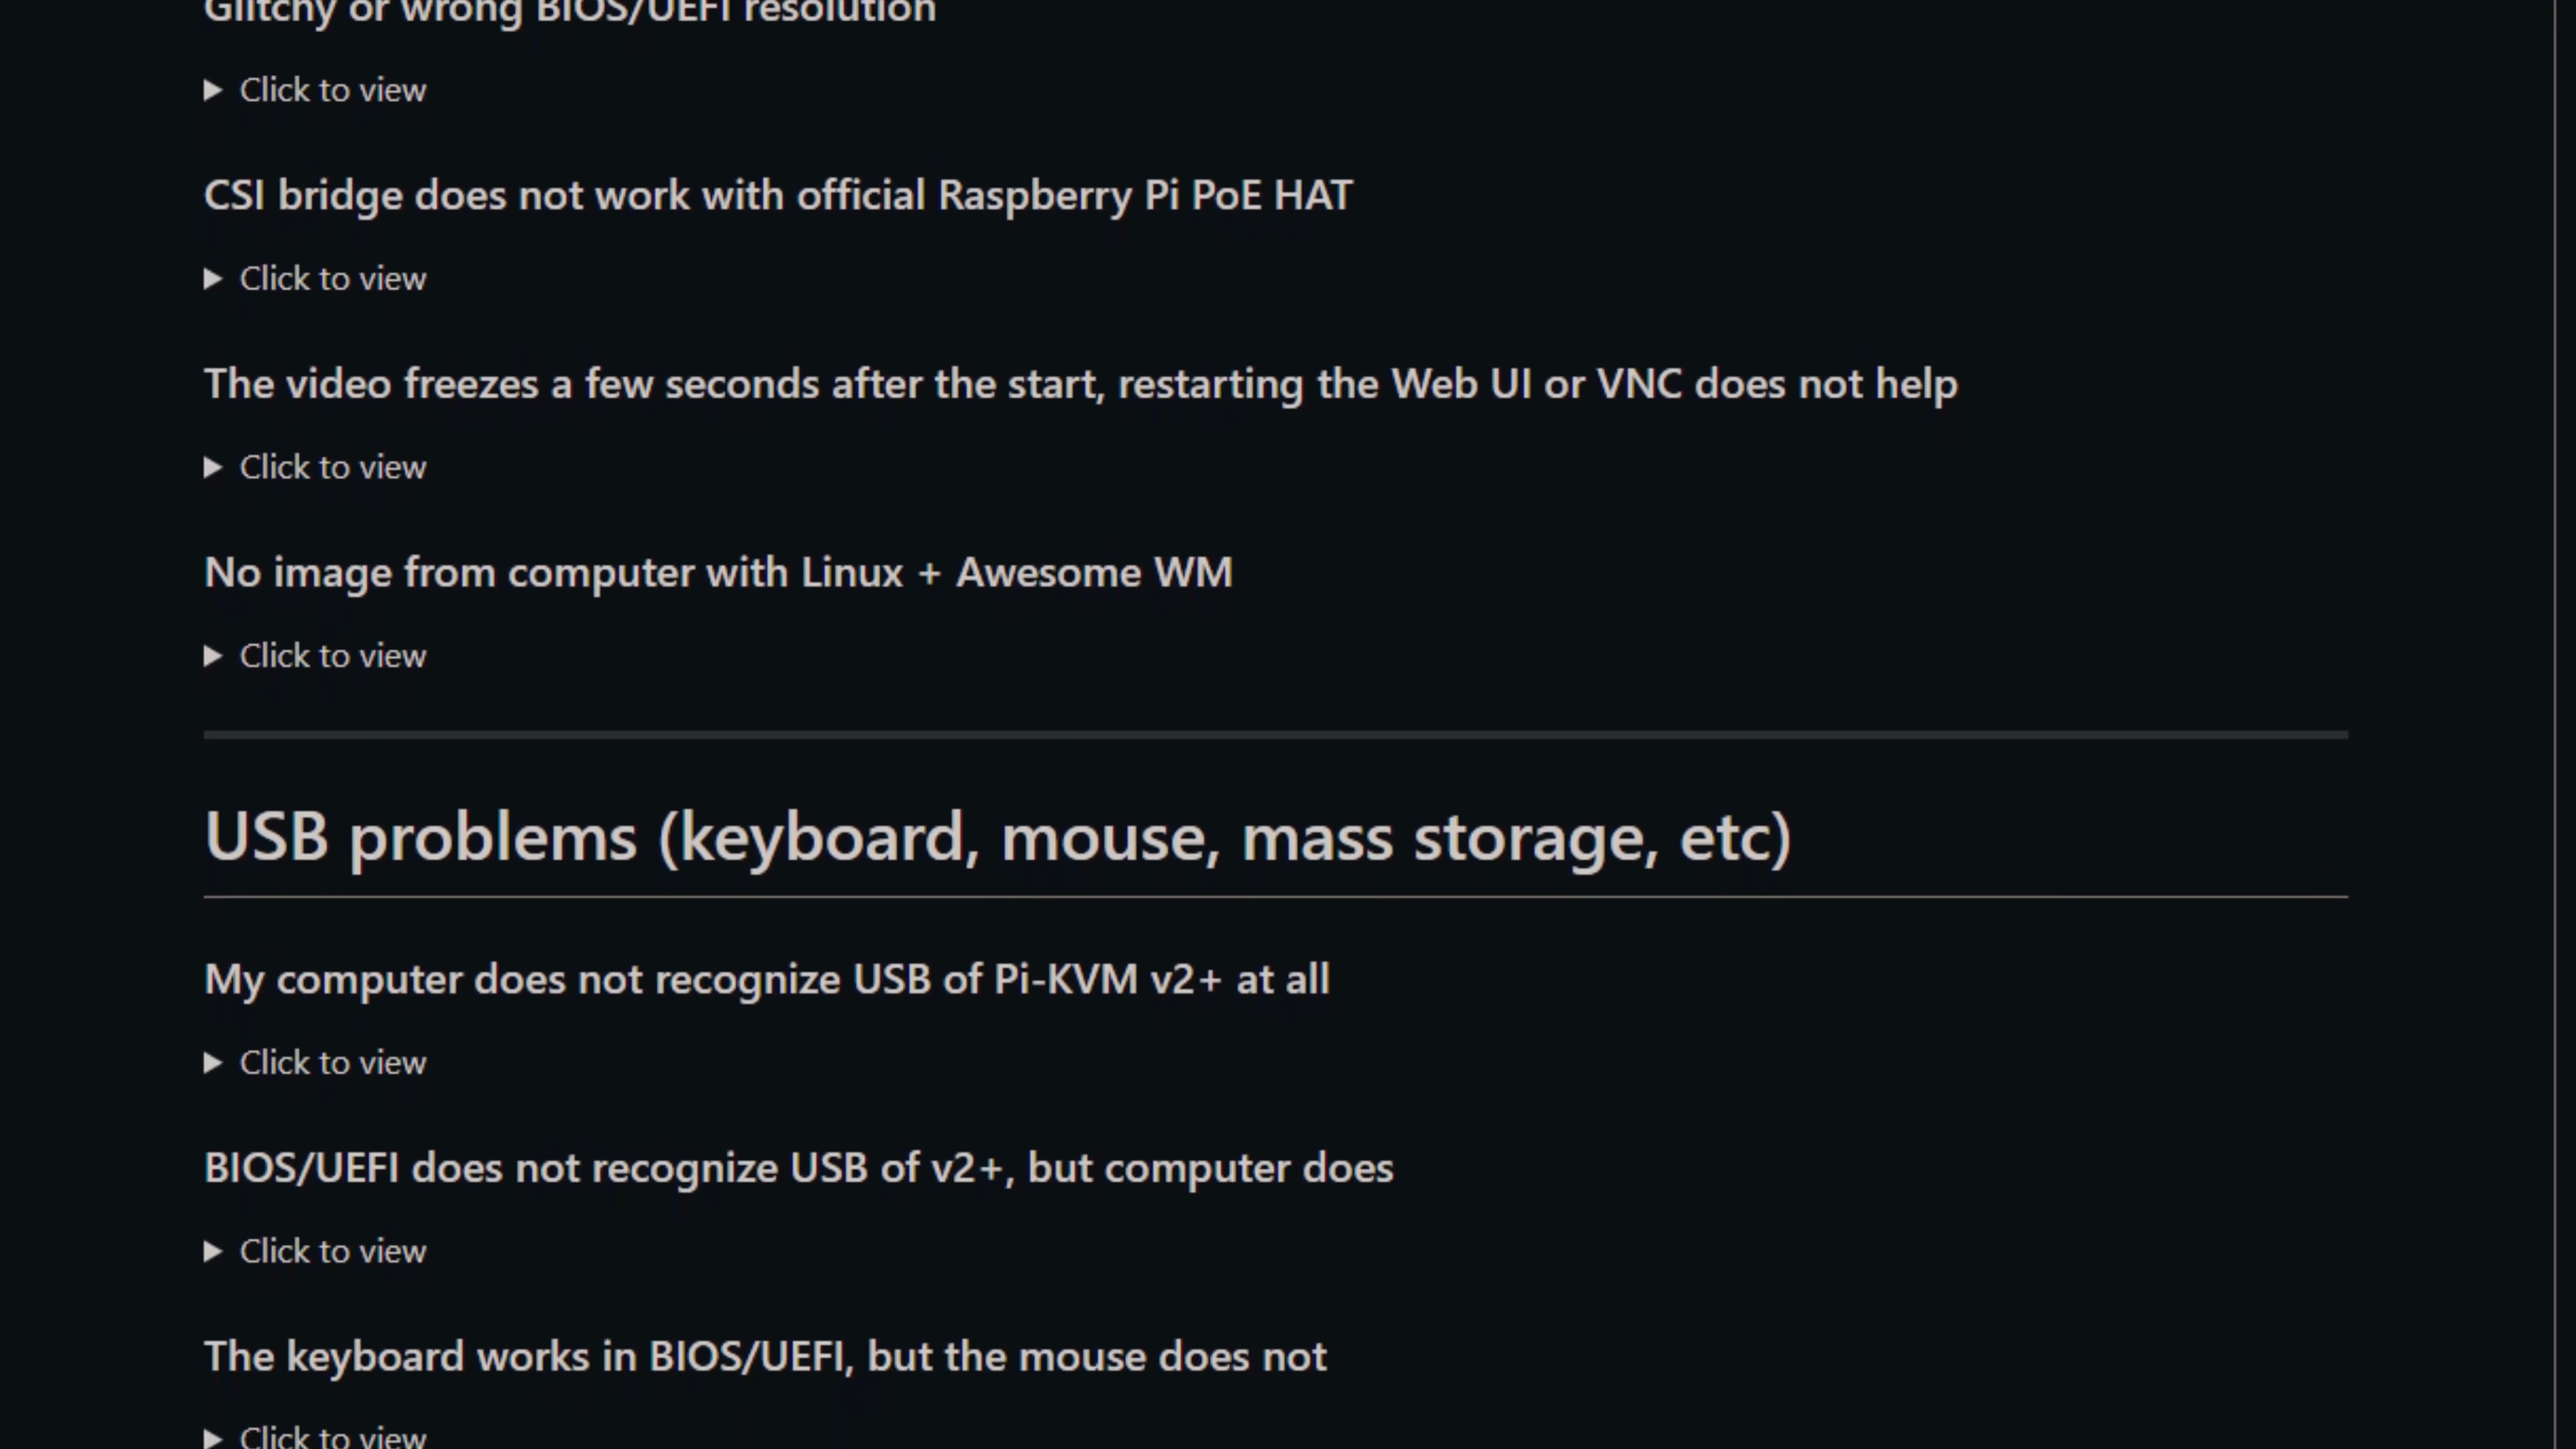 Glitchy or wrong BIOS/UEFI resolution
Click to view
CSI bridge does not work with official Raspberry Pi PoE HAT
Click to view
The video freezes a few seconds after the start, restarting the Web UI or VNC does not help
Click to view
No image from computer with Linux + Awesome WM
Click to view
USB problems (keyboard, mouse, mass storage, etc)
My computer does not recognize USB of Pi-KVM v2+ at all
Click to view
BIOS/UEFI does not recognize USB of v2+, but computer does
Click to view
The keyboard works in BIOS/UEFI, but the mouse does not
Click to view